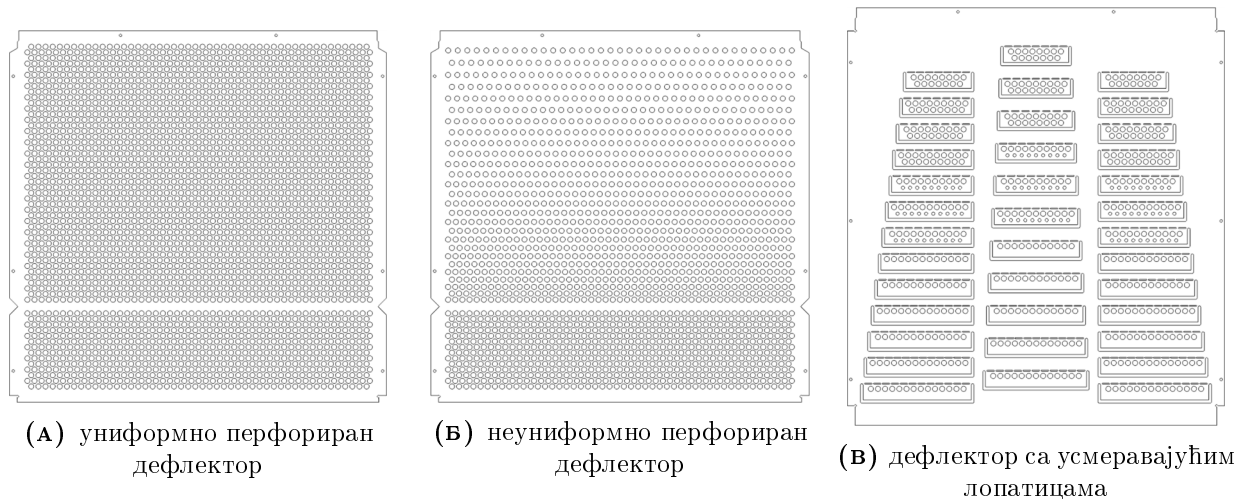 (А) униформно перфориран
дефлектор
(Б) неуниформно перфориран
дефлектор
(В) дефлектор са усмеравајућим
лопатицама